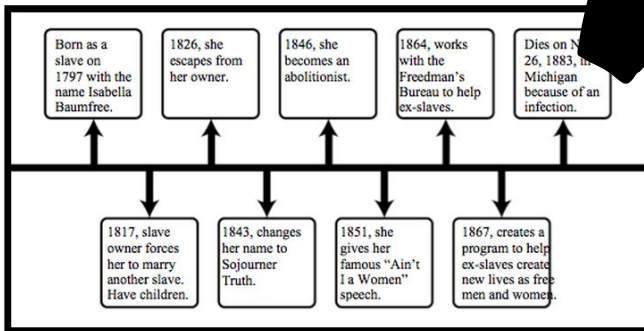 Born as a
slave on
1797 with the
name Isabella
Baumfree.
1826, she
escapes from
her owner.
1846, she
becomes an
abolitionist.
1864, works
with the
Freedman's
Bureau to help
ex-slaves.
Dies on
26, 1883,
Michigan
because of an
infection.
1817, slave
owner forces
her to marry
another slave.
Have children.
1843, changes
her name to
Sojourner
Truth.
1851, she
gives her
famous “Ain't
I a Women”
speech.
1867, creates a
program to help
ex-slaves create
new lives as free
men and women.